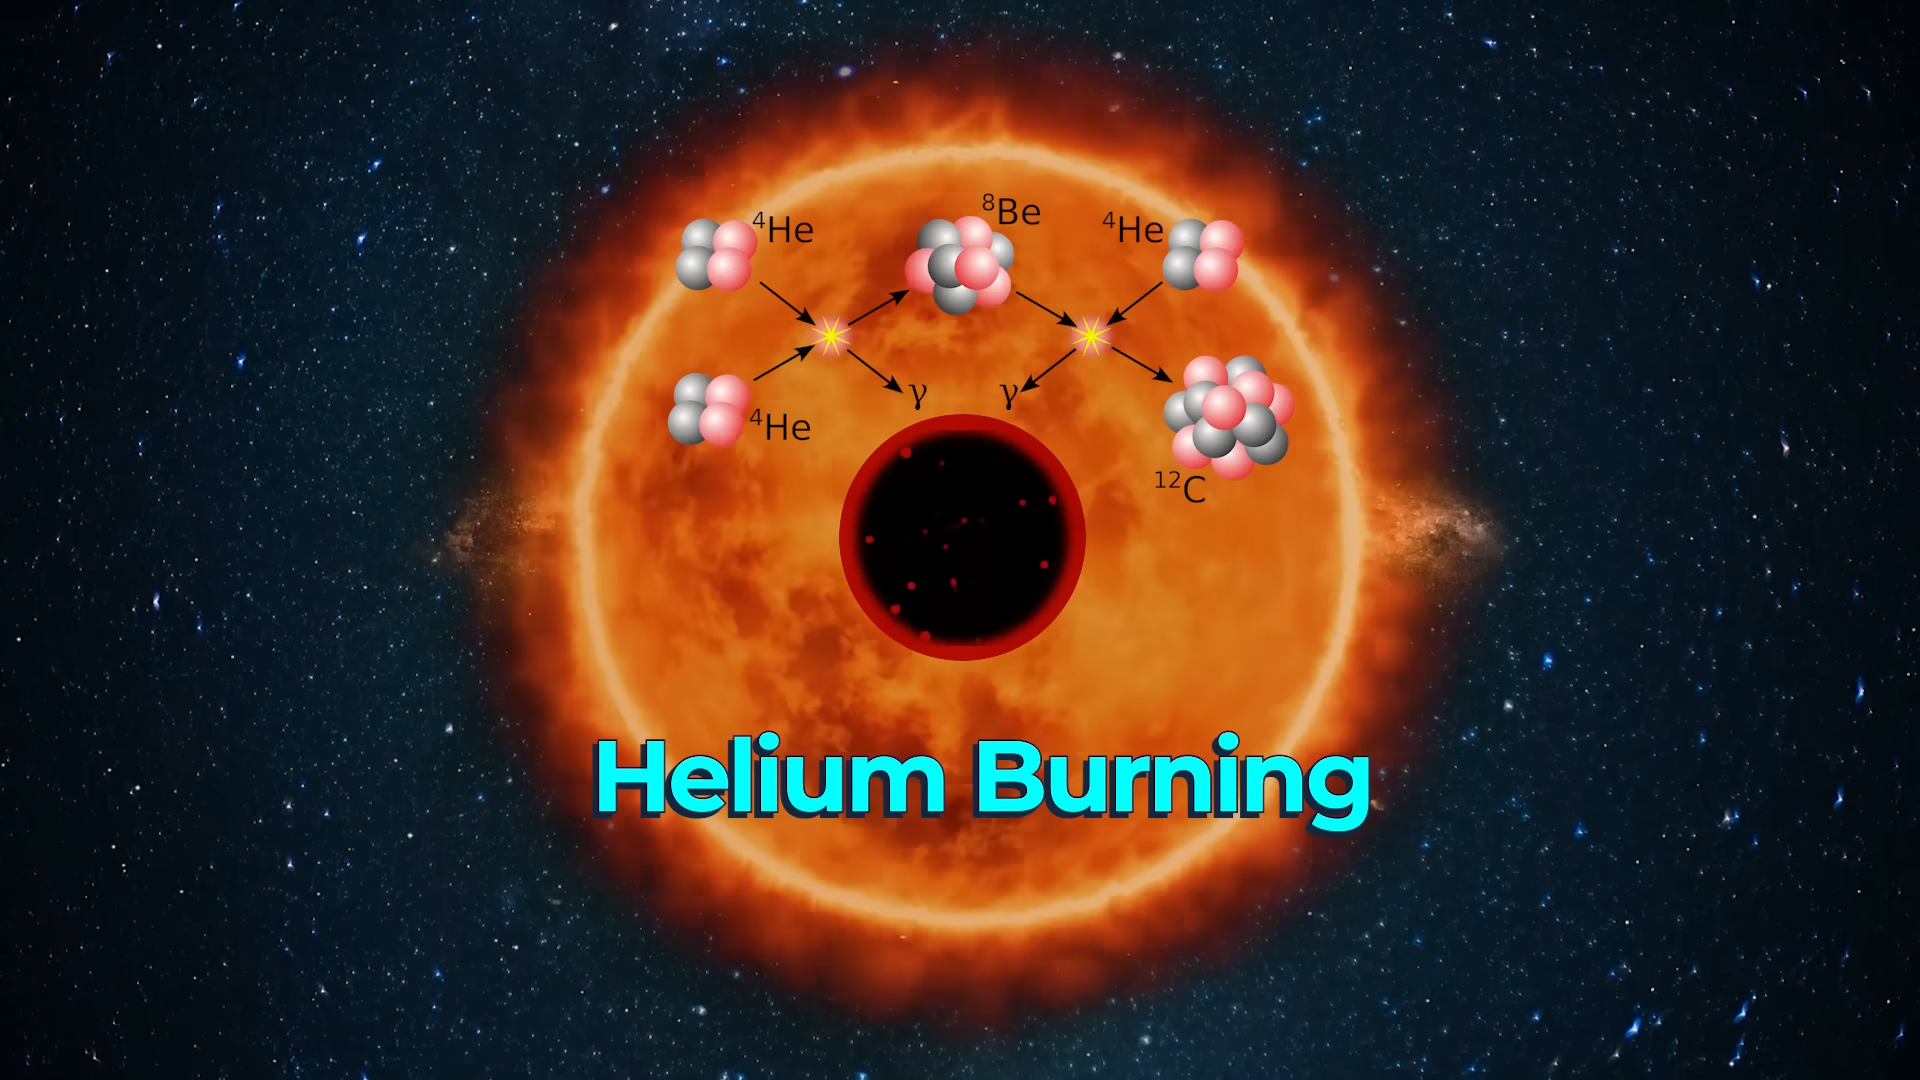 ⁸Be
⁴He
⁴He
γ
γ
⁴He
¹²C
Helium Burning